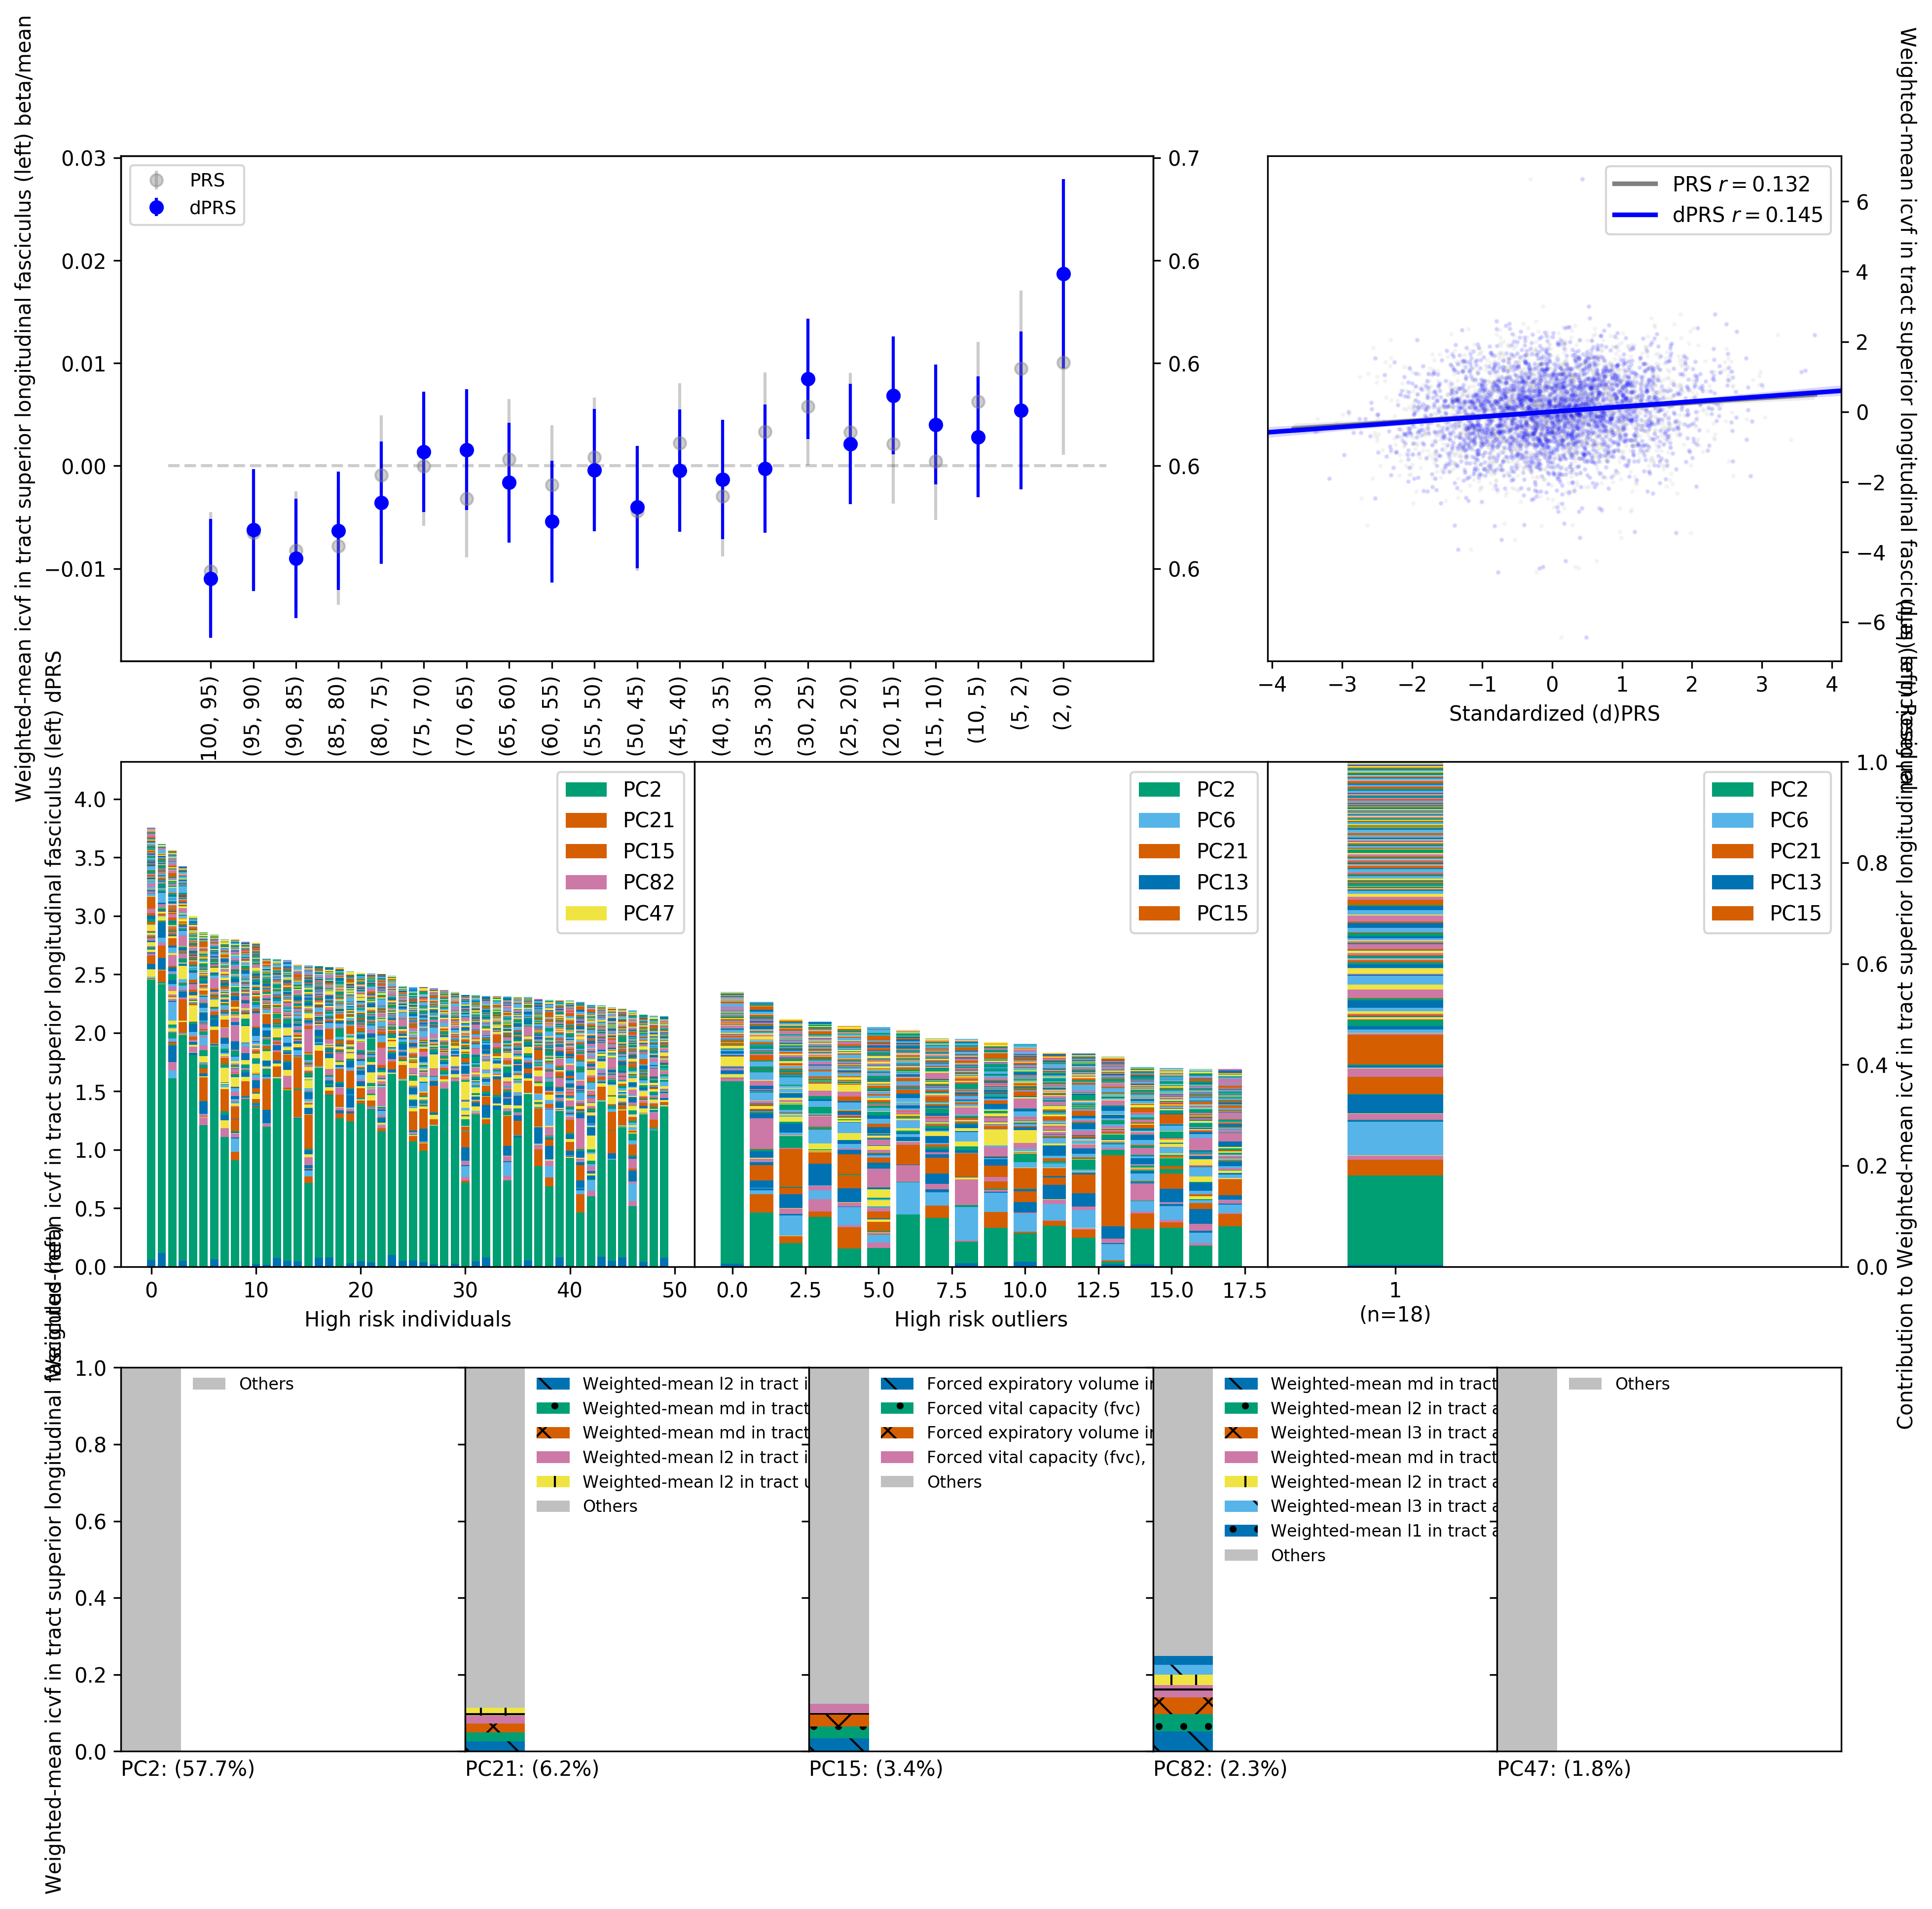 Weighted-mean icvf in tract superior longitudinal fasciculus (left) beta/mean
0.03
0.02
0.01
0.00
−0.01
PRS
dPRS
0.7
0.6
0.6
0.6
0.6
100, 95)
(95, 90)
(90, 85)
(85, 80)
(80, 75)
(75, 70)
(70, 65)
(65, 60)
(60, 55)
(55, 50)
(50, 45)
(45, 40)
(40, 35)
(35, 30)
(30, 25)
(25, 20)
(20, 15)
(15, 10)
(10, 5)
(5, 2)
(2, 0)
PRS r = 0.132
dPRS r = 0.145
6
4
2
0
−2
−4
−6
−4
−3
−2
−1
0
1
2
3
4
Standardized (d)PRS
Weighted-mean icvf in tract superior longitudinal fasciculus (left) Residual
Weighted-mean icvf in tract superior longitudinal fasciculus (left) dPRS
4.0
3.5
3.0
2.5
2.0
1.5
1.0
0.5
0.0
PC2
PC21
PC15
PC82
PC47
0
10
20
30
40
50
High risk individuals
PC2
PC6
PC21
PC13
PC15
0.0
2.5
5.0
7.5
10.0
12.5
15.0
17.5
High risk outliers
PC2
PC6
PC21
PC13
PC15
1
(n=18)
1.0
0.8
0.6
0.4
0.2
0.0
Contribution to Weighted-mean icvf in tract superior longitudinal
Weighted-mean icvf in tract superior longitudinal fasciculus (left)
1.0
0.8
0.6
0.4
0.2
0.0
Others
PC2: (57.7%)
Weighted-mean l2 in tract i
Weighted-mean md in tract
Weighted-mean md in tract
Weighted-mean l2 in tract i
Weighted-mean l2 in tract u
Others
PC21: (6.2%)
Forced expiratory volume in
Forced vital capacity (fvc)
Forced expiratory volume in
Forced vital capacity (fvc),
Others
PC15: (3.4%)
Weighted-mean md in tract
Weighted-mean l2 in tract a
Weighted-mean l3 in tract a
Weighted-mean md in tract
Weighted-mean l2 in tract a
Weighted-mean l3 in tract a
Weighted-mean l1 in tract a
Others
PC82: (2.3%)
Others
PC47: (1.8%)